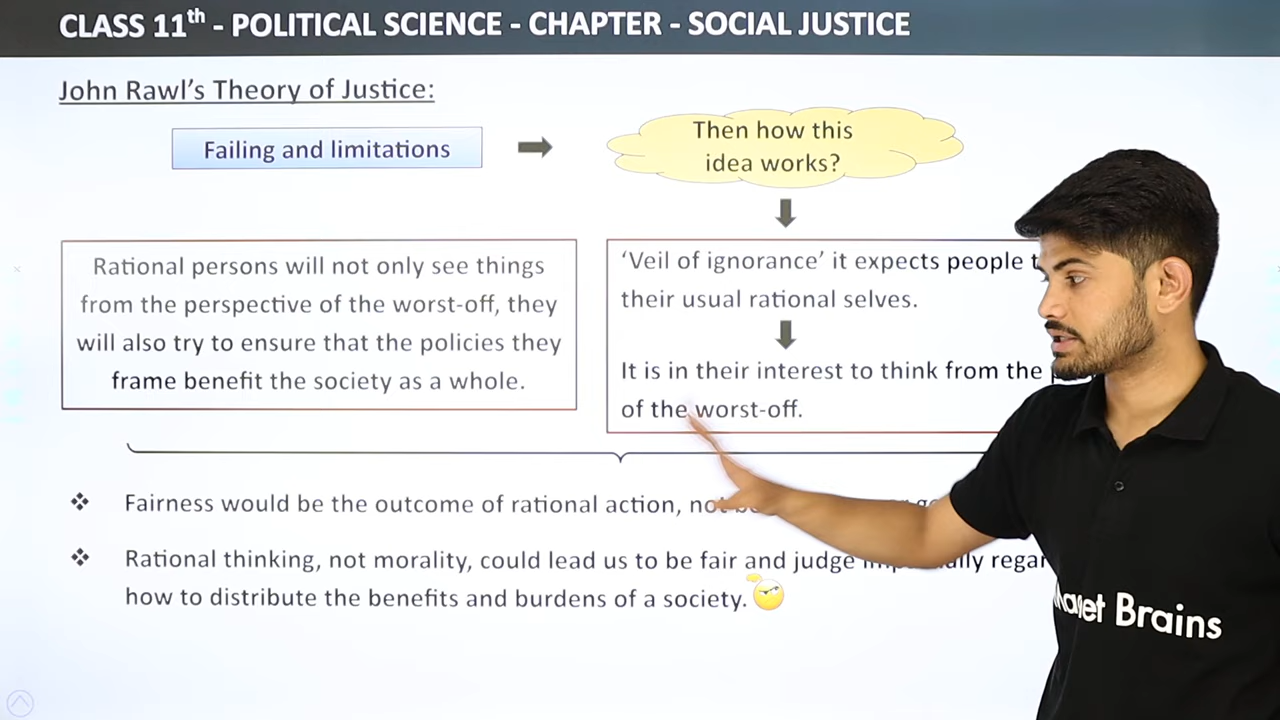 CLASS 11th - POLITICAL SCIENCE - CHAPTER - SOCIAL JUSTICE
John Rawl's Theory of Justice:
Failing and limitations
Then how this
idea works?
Rational persons will not only see things
from the perspective of the worst-off, they
will also try to ensure that the policies they
frame benefit the society as a whole.
'Veil of ignorance' it expects people
their usual rational selves.
It is in their interest to think from the
of the worst-off.
Fairness would be the outcome of rational action,
Rational thinking, not morality, could lead us to be fair and judge
how to distribute the benefits and burdens of a society.
Brains